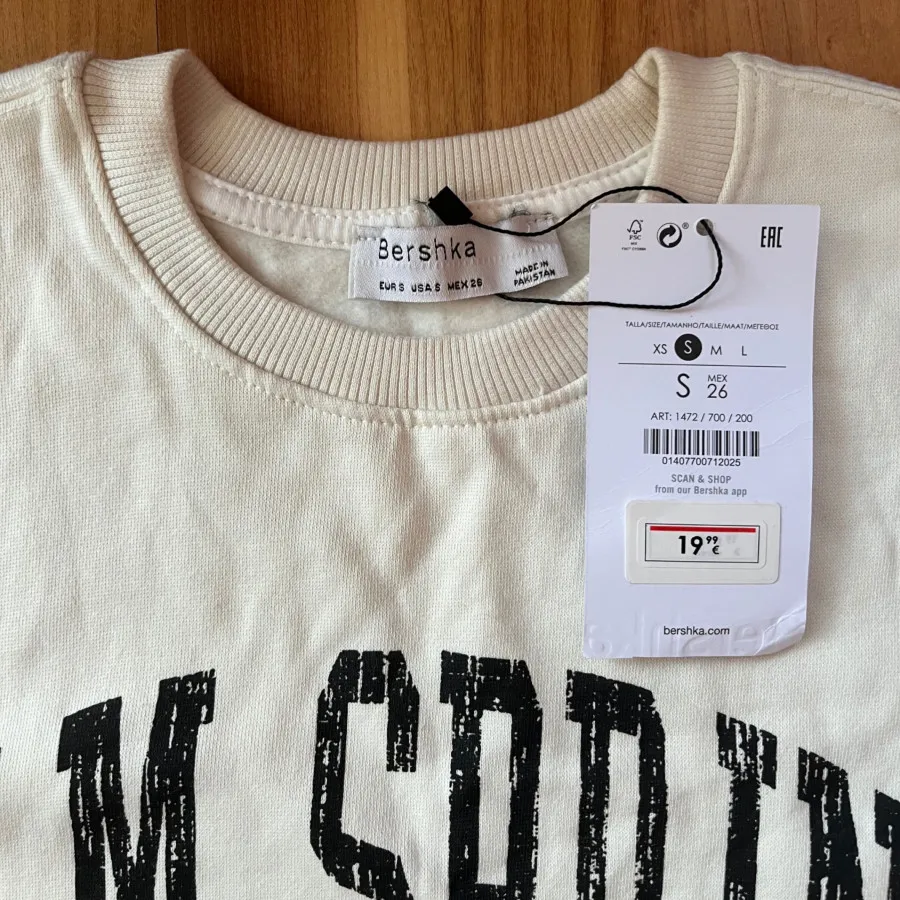 Bershka
EUR S USA S MEX 26
MADE IN
PAKISTAN
FSC
EAC
TALLA/SIZE/TAMANHO/TAILLE/MAAT/ΜΕΓΕΘΟΣ
XS S M L
S MEX
26
ART: 1472 / 700 / 200
01407700712025
SCAN & SHOP
from our Bershka app
19 99 €
bershka.com